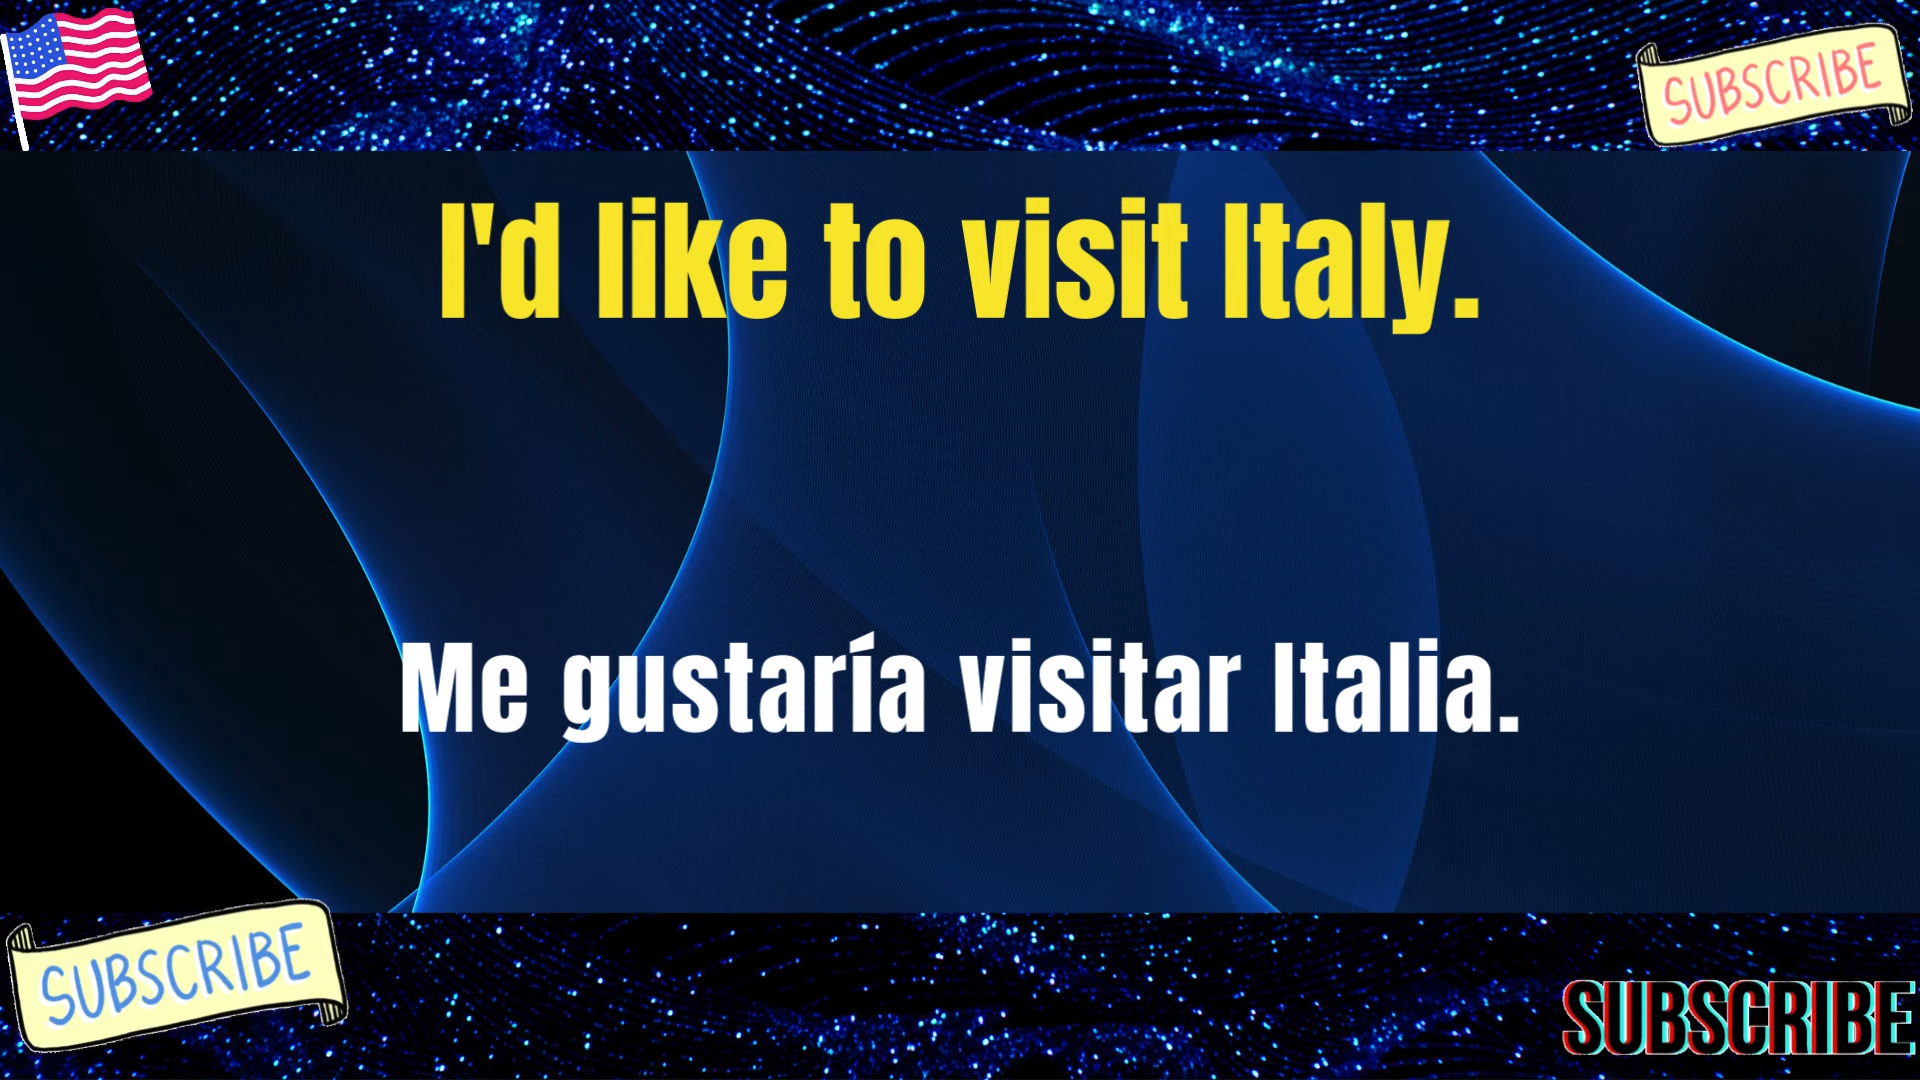 SUBSCRIBE
I'd like to visit Italy.
Me gustaría visitar Italia.
SUBSCRIBE
SUBSCRIBE